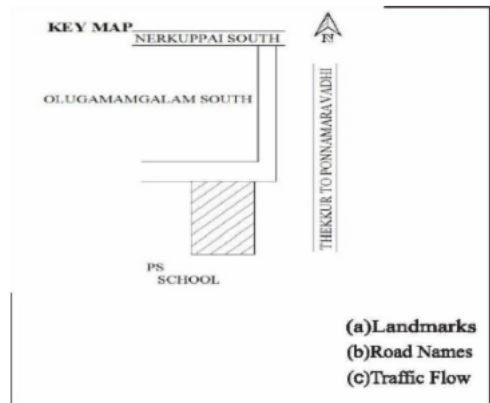 KEY MAP
NERKUPPAI SOUTH
N
OLUGAMAMGALAM SOUTH
THEKKUR TO PONNAMARAVADHI
PS
SCHOOL
(a)Landmarks
(b)Road Names
(c)Traffic Flow